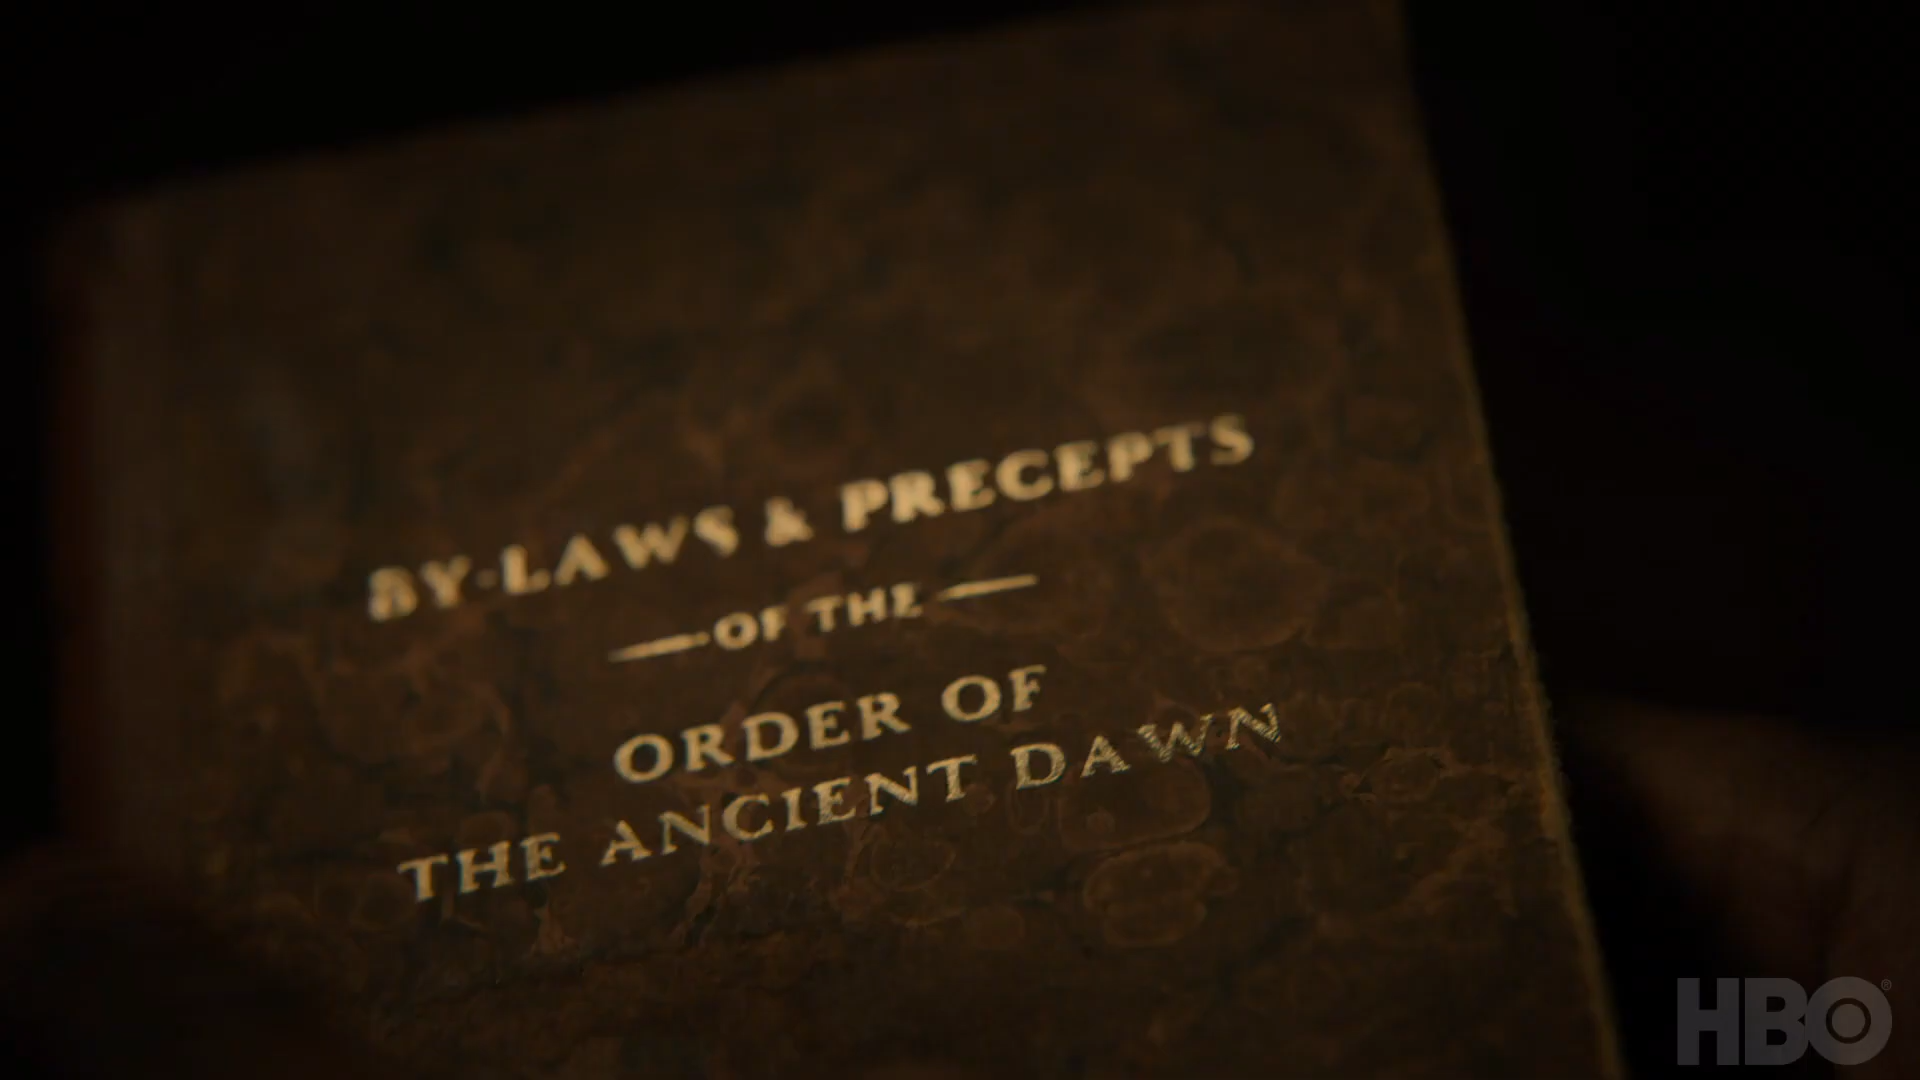 BY-LAWS & PRECEPTS
OF THE
ORDER OF
THE ANCIENT DAWN
HBO®